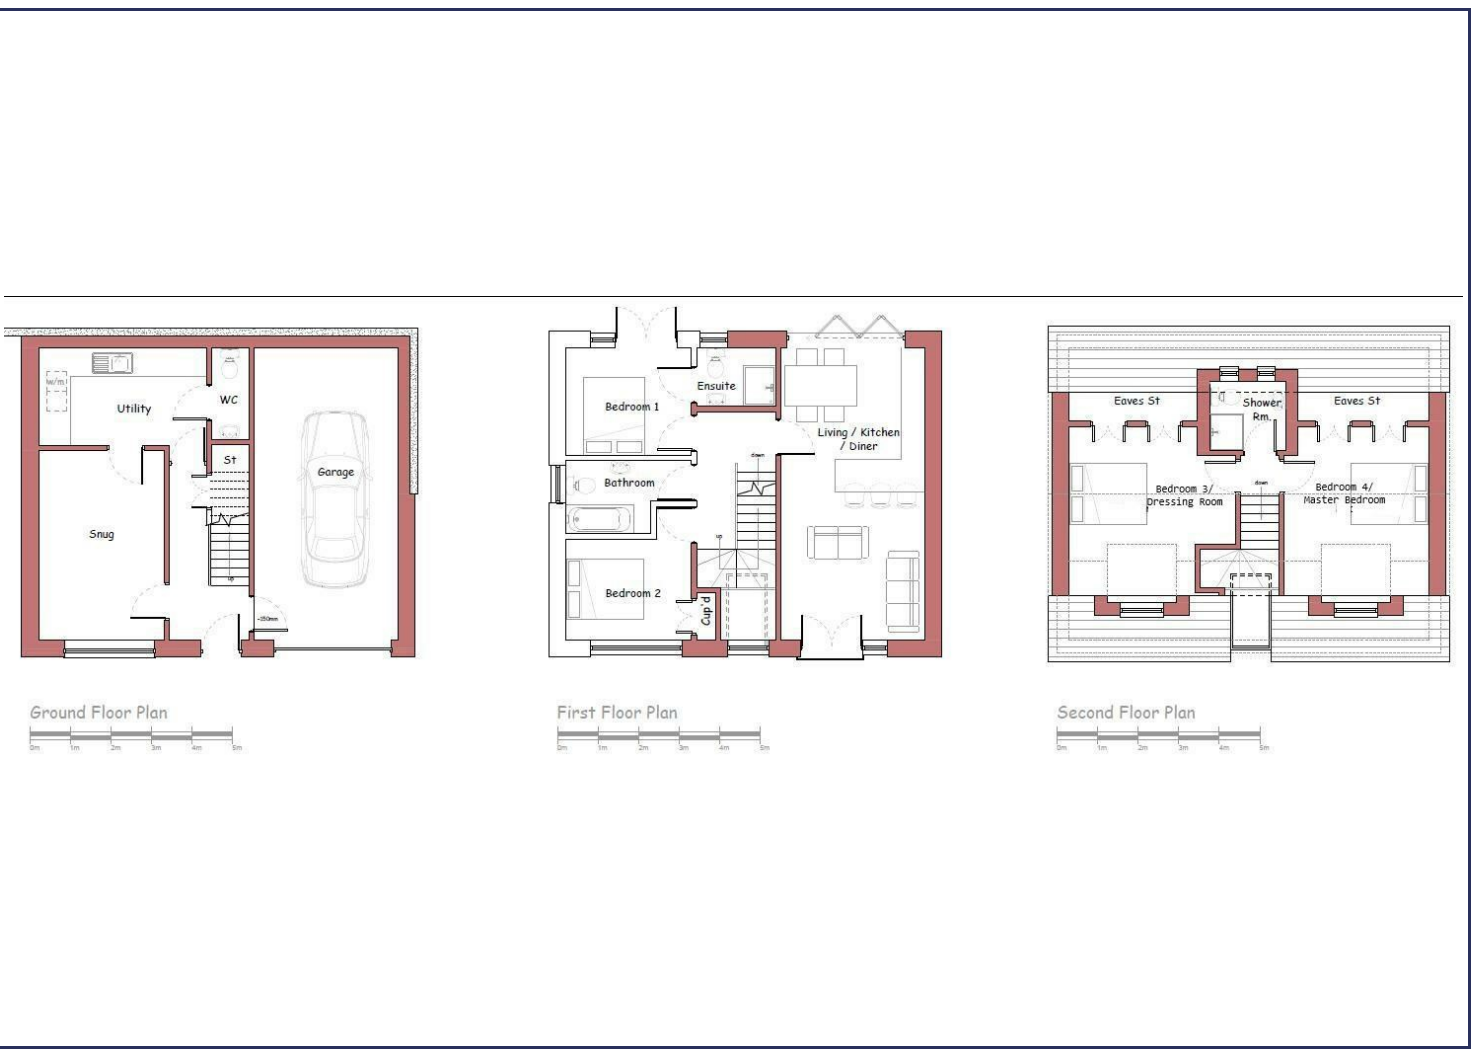 w/m
Utility
WC
St
Garage
Snug
up
-150mm
Ground Floor Plan
0m 1m 2m 3m 4m 5m
Bedroom 1
Ensuite
Living / Kitchen
/ Diner
down
Bathroom
up
Bedroom 2
Cup'd
First Floor Plan
0m 1m 2m 3m 4m 5m
Eaves St
Shower
Rm.
Eaves St
Bedroom 3/
Dressing Room
down
Bedroom 4/
Master Bedroom
Second Floor Plan
0m 1m 2m 3m 4m 5m